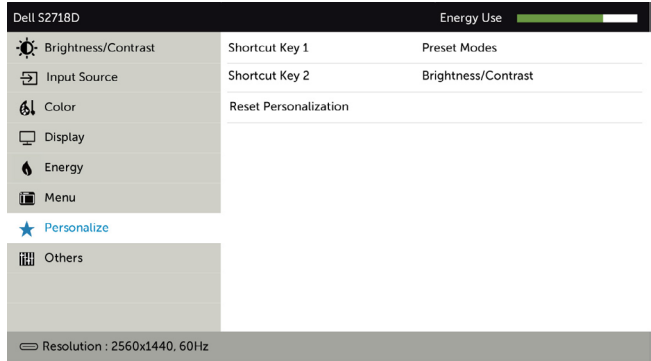 Dell S2718D Energy Use
Brightness/Contrast Shortcut Key 1 Preset Modes
Input Source Shortcut Key 2 Brightness/Contrast
Color Reset Personalization
Display
Energy
Menu
Personalize
Others
Resolution : 2560x1440, 60Hz